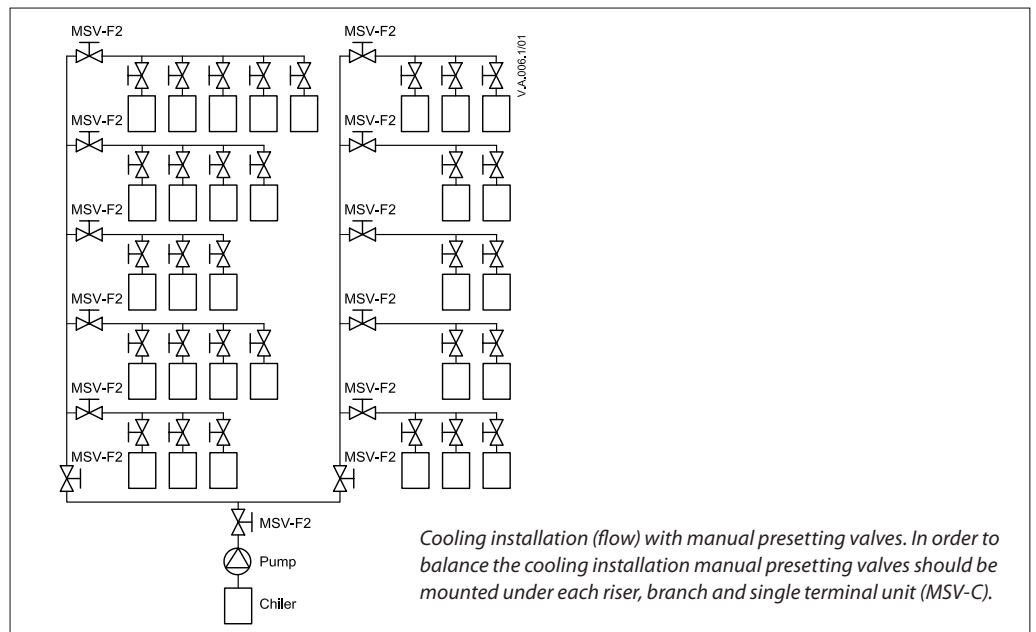 MSV-F2
MSV-F2
V.A.006.1/01
MSV-F2
MSV-F2
MSV-F2
MSV-F2
MSV-F2
MSV-F2
MSV-F2
MSV-F2
MSV-F2
MSV-F2
MSV-F2
Pump
Chiler
Cooling installation (flow) with manual presetting valves. In order to
balance the cooling installation manual presetting valves should be
mounted under each riser, branch and single terminal unit (MSV-C).